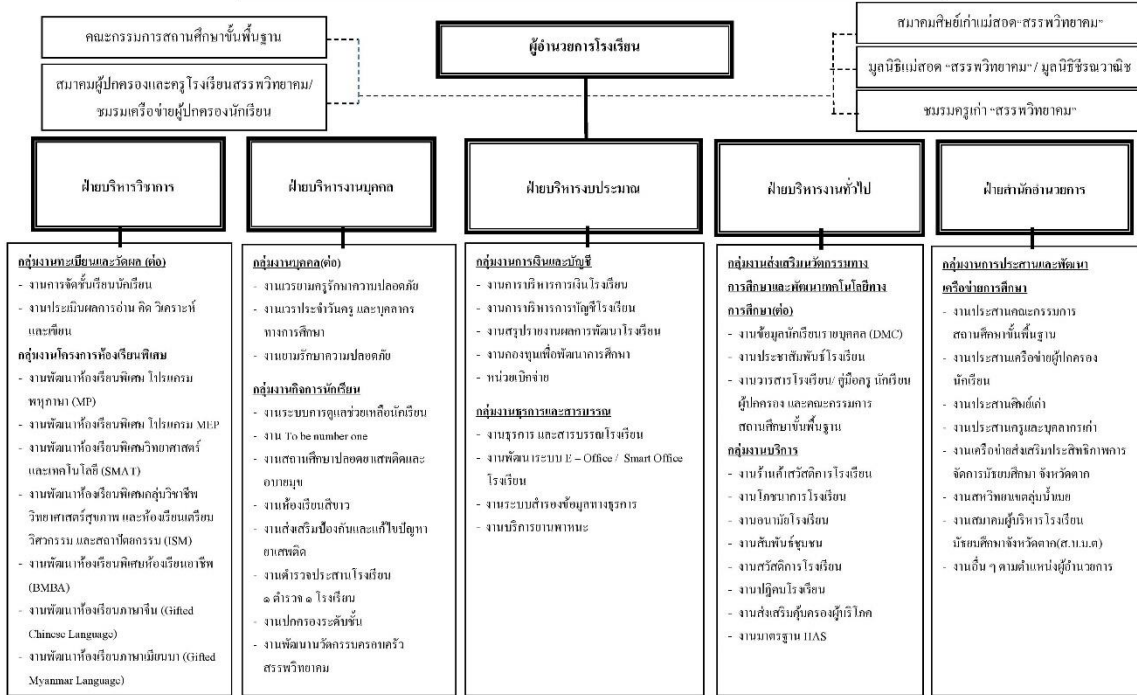 คณะกรรมการสถานศึกษาขั้นพื้นฐาน
สมาคมผู้ปกครองและครูโรงเรียนสรรพวิทยาคม/
ชมรมเครือข่ายผู้ปกครองนักเรียน
ผู้อำนวยการโรงเรียน
สมาคมศิษย์เก่าแม่สอด“สรรพวิทยาคม”
มูลนิธิแม่สอด “สรรพวิทยาคม” / มูลนิธิชีรณวาณิช
ชมรมครูเก่า “สรรพวิทยาคม”
ฝ่ายบริหารวิชาการ
กลุ่มงานทะเบียนและวัดผล (ต่อ)
- งานการจัดชั้นเรียนนักเรียน
- งานประเมินผลการอ่าน คิด วิเคราะห์
และเขียน
กลุ่มงานโครงการห้องเรียนพิเศษ
- งานพัฒนาห้องเรียนพิเศษ โปรแกรม
พหุภาษา (MP)
- งานพัฒนาห้องเรียนพิเศษ โปรแกรม MEP
- งานพัฒนาห้องเรียนพิเศษวิทยาศาสตร์
และเทคโนโลยี (SMAT)
- งานพัฒนาห้องเรียนพิเศษกลุ่มวิชาชีพ
วิทยาศาสตร์สุขภาพ และห้องเรียนเตรียม
วิศวกรรม และสถาปัตยกรรม (ISM)
- งานพัฒนาห้องเรียนพิเศษห้องเรียนอาชีพ
(BMBA)
- งานพัฒนาห้องเรียนภาษาจีน (Gifted
Chinese Language)
- งานพัฒนาห้องเรียนภาษาเมียนมา (Gifted
Myanmar Language)
ฝ่ายบริหารงานบุคคล
กลุ่มงานบุคคล(ต่อ)
- งานเวรยามครูรักษาความปลอดภัย
- งานเวรประจำวันครู และบุคลากร
ทางการศึกษา
- งานยามรักษาความปลอดภัย
กลุ่มงานกิจการนักเรียน
- งานระบบการดูแลช่วยเหลือนักเรียน
- งาน To be number one
- งานสถานศึกษาปลอดยาเสพติดและ
อบายมุข
- งานห้องเรียนสีขาว
- งานส่งเสริมป้องกันและแก้ไขปัญหา
ยาเสพติด
- งานตำรวจประสานโรงเรียน
๑ ตำรวจ ๑ โรงเรียน
- งานปกครองระดับชั้น
- งานพัฒนานวัตกรรมครอบครัว
สรรพวิทยาคม
ฝ่ายบริหารงบประมาณ
กลุ่มงานการเงินและบัญชี
- งานการบริหารการเงินโรงเรียน
- งานการบริหารการบัญชีโรงเรียน
- งานสรุปรายงานผลการพัฒนาโรงเรียน
- งานกองทุนเพื่อพัฒนาการศึกษา
- หน่วยเบิกจ่าย
กลุ่มงานธุรการและสารบรรณ
- งานธุรการ และสารบรรณโรงเรียน
- งานพัฒนาระบบ E – Office / Smart Office
โรงเรียน
- งานระบบสำรองข้อมูลทางธุรการ
- งานบริการยานพาหนะ
ฝ่ายบริหารงานทั่วไป
กลุ่มงานส่งเสริมนวัตกรรมทาง
การศึกษาและพัฒนาเทคโนโลยีทาง
การศึกษา(ต่อ)
- งานข้อมูลนักเรียนรายบุคคล (DMC)
- งานประชาสัมพันธ์โรงเรียน
- งานวารสารโรงเรียน/ คู่มือครู นักเรียน
ผู้ปกครอง และคณะกรรมการ
สถานศึกษาขั้นพื้นฐาน
กลุ่มงานบริการ
- งานร้านค้าสวัสดิการโรงเรียน
- งานโภชนาการโรงเรียน
- งานอนามัยโรงเรียน
- งานสัมพันธ์ชุมชน
- งานสวัสดิการโรงเรียน
- งานปฏิคมโรงเรียน
- งานส่งเสริมคุ้มครองผู้บริโภค
- งานมาตรฐาน IIAS
ฝ่ายสำนักอำนวยการ
กลุ่มงานการประสานและพัฒนา
เครือข่ายการศึกษา
- งานประสานคณะกรรมการ
สถานศึกษาขั้นพื้นฐาน
- งานประสานเครือข่ายผู้ปกครอง
นักเรียน
- งานประสานศิษย์เก่า
- งานประสานครูและบุคลากรเก่า
- งานเครือข่ายส่งเสริมประสิทธิภาพการ
จัดการมัธยมศึกษา จังหวัดตาก
- งานสหวิทยเขตลุ่มน้ำเมย
- งานสมาคมผู้บริหารโรงเรียน
มัธยมศึกษาจังหวัดตาก(ส.บ.ม.ต)
- งานอื่น ๆ ตามตำแหน่งผู้อำนวยการ